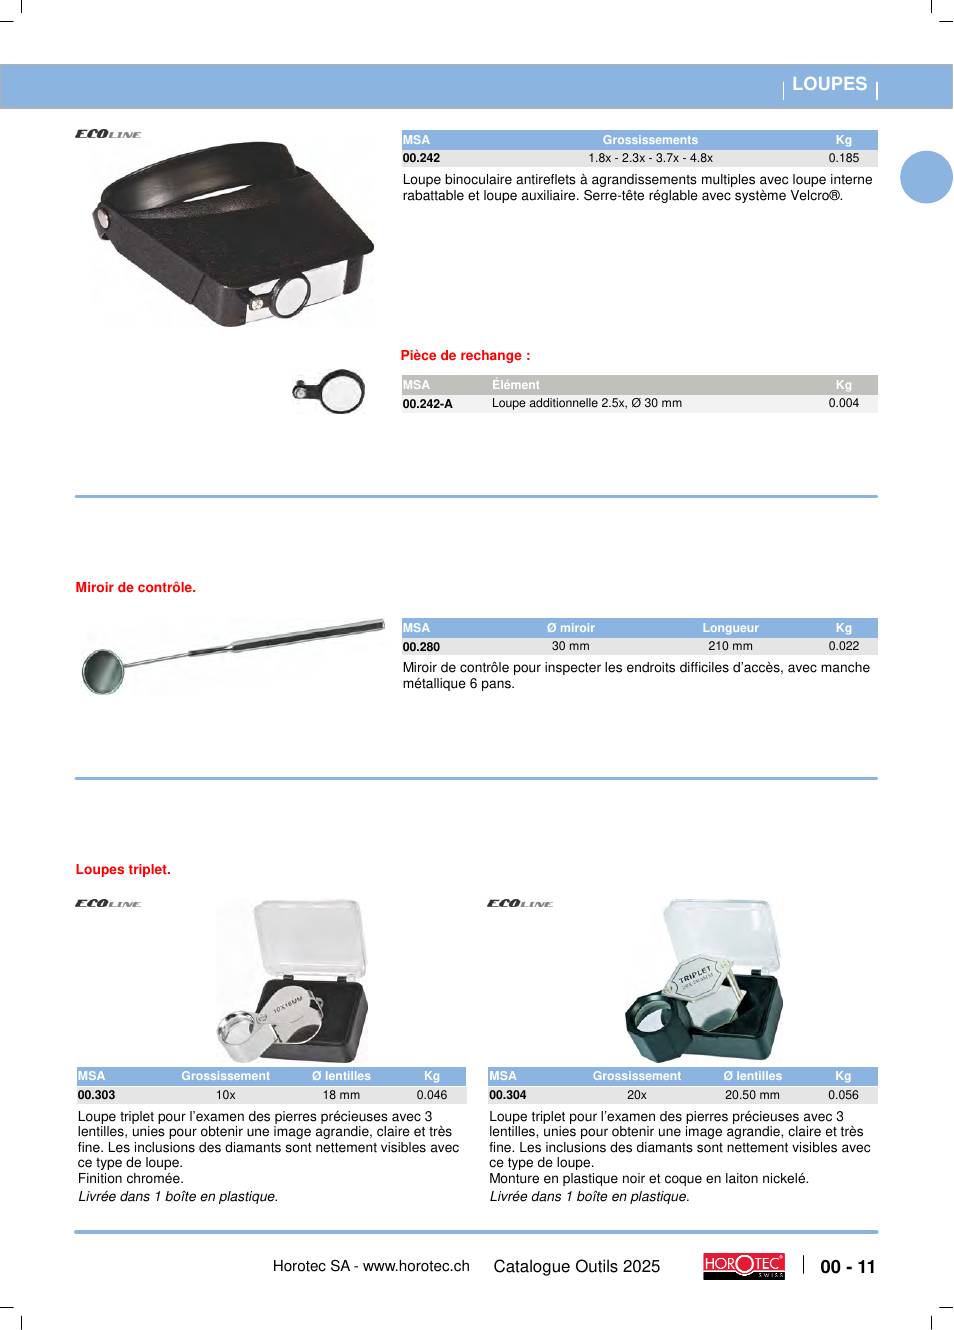 LOUPES
ECOLINE
MSA Grossissements Kg
00.242 1.8x - 2.3x - 3.7x - 4.8x 0.185
Loupe binoculaire antireflets à agrandissements multiples avec loupe interne
rabattable et loupe auxiliaire. Serre-tête réglable avec système Velcro®.
Pièce de rechange :
MSA Élément Kg
00.242-A Loupe additionnelle 2.5x, Ø 30 mm 0.004
Miroir de contrôle.
MSA Ø miroir Longueur Kg
00.280 30 mm 210 mm 0.022
Miroir de contrôle pour inspecter les endroits difficiles d'accès, avec manche
métallique 6 pans.
Loupes triplet.
ECOLINE
10X18MM
MSA Grossissement Ø lentilles Kg
00.303 10x 18 mm 0.046
Loupe triplet pour l'examen des pierres précieuses avec 3
lentilles, unies pour obtenir une image agrandie, claire et très
fine. Les inclusions des diamants sont nettement visibles avec
ce type de loupe.
Finition chromée.
Livrée dans 1 boîte en plastique.
ECOLINE
TRIPLET
MSA Grossissement Ø lentilles Kg
00.304 20x 20.50 mm 0.056
Loupe triplet pour l'examen des pierres précieuses avec 3
lentilles, unies pour obtenir une image agrandie, claire et très
fine. Les inclusions des diamants sont nettement visibles avec
ce type de loupe.
Monture en plastique noir et coque en laiton nickelé.
Livrée dans 1 boîte en plastique.
Horotec SA - www.horotec.ch Catalogue Outils 2025
HOROTEC®
SWISS
00 - 11